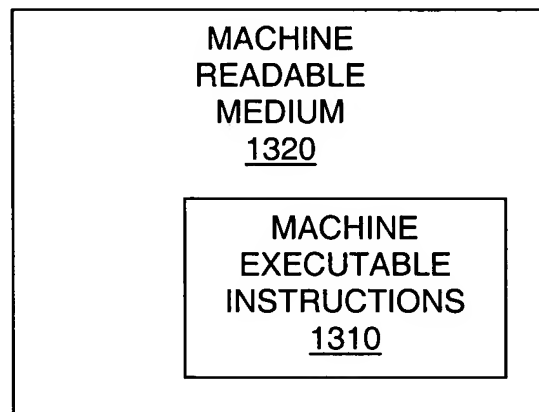 MACHINE
READABLE
MEDIUM
1320
MACHINE
EXECUTABLE
INSTRUCTIONS
1310